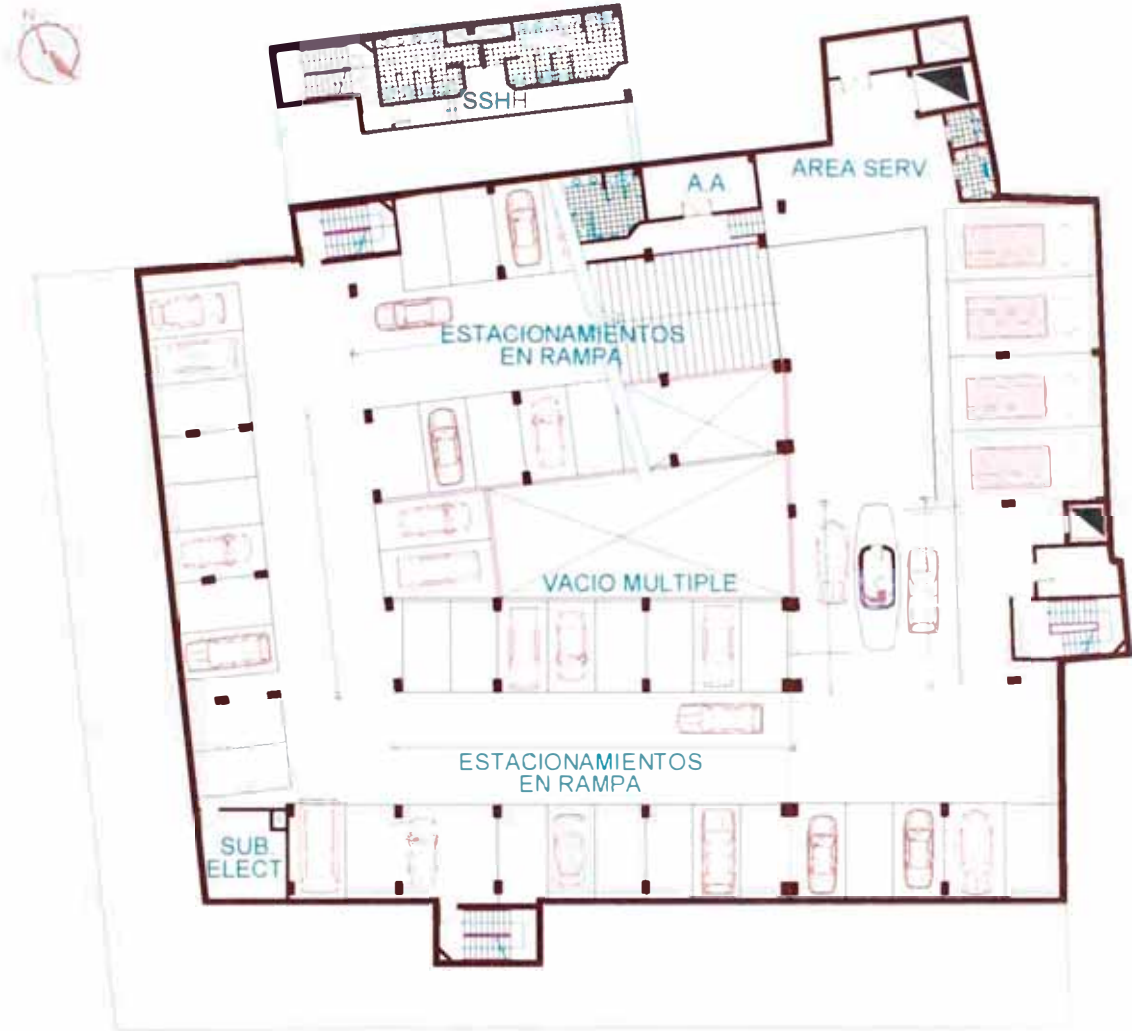 N
SSHH
A.A
AREA SERV.
ESTACIONAMIENTOS
EN RAMPA
VACIO MULTIPLE
ESTACIONAMIENTOS
EN RAMPA
SUB.
ELECT